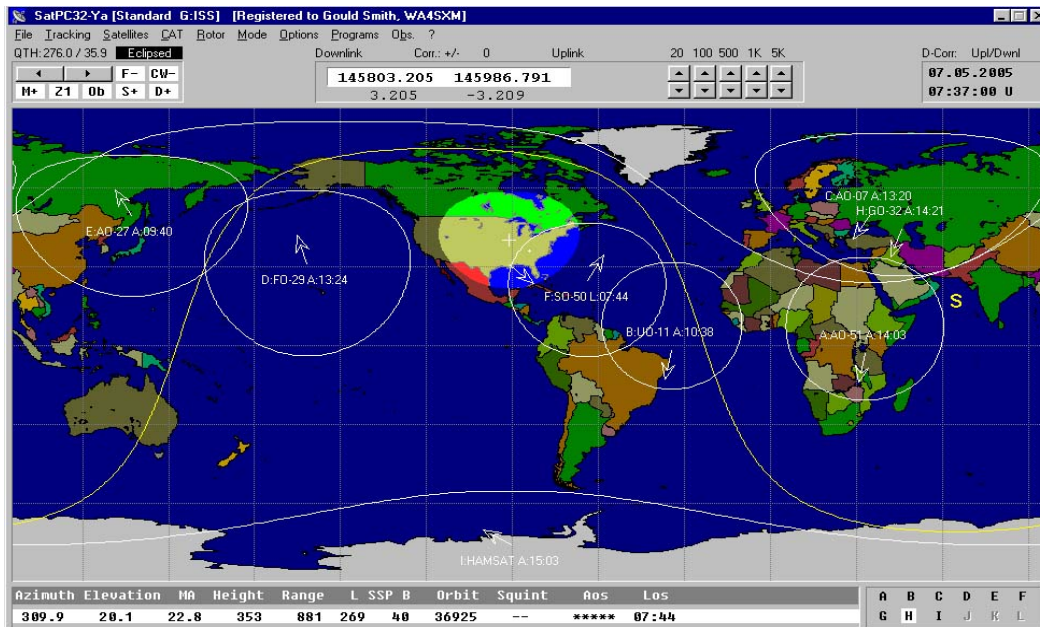 SatPC32-Ya [Standard G:ISS] [Registered to Gould Smith, WA4SXM]
File Tracking Satellites CAT Rotor Mode Options Programs Obs. ?
QTH:276.0 / 35.9 Eclipsed Downlink Corr.: +/- 0 Uplink 20 100 500 1K 5K D-Corr: Upl/Dwnl
F- CW-
M+ Z1 Ob S+ D+
145803.205 145986.791
3.205 -3.209
07.05.2005
07:37:00 U
C:AO-07 A:13:20
H:GO-32 A:14:21
E:AO-27 A:09:40
D:FO-29 A:13:24
F:SO-50 L:07:44
S
B:UO-11 A:10:38
A:AO-51 A:14:03
I:HAMSAT A:15:03
Azimuth Elevation MA Height Range L SSP B Orbit Squint Aos Los
309.9 20.1 22.8 353 881 269 40 36925 -- ***** 07:44
A B C D E F
G H I J K L